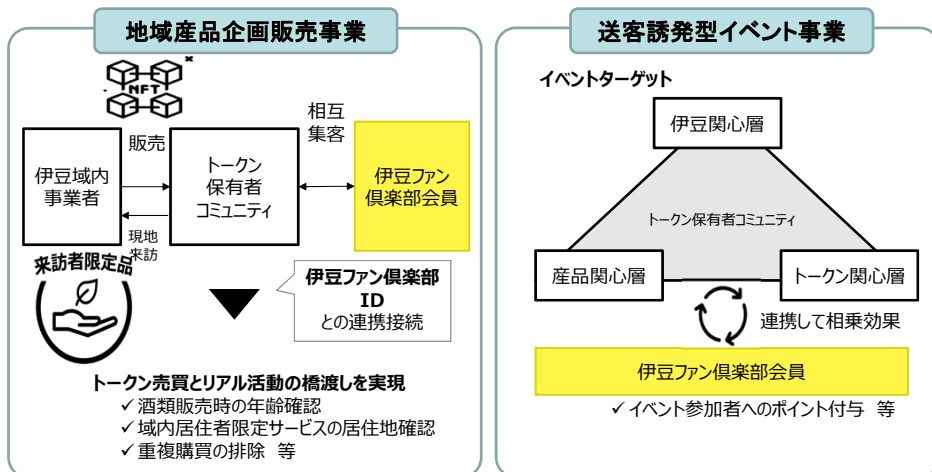 地域産品企画販売事業
NFT
伊豆域内
事業者
販売
現地
来訪
トークン
保有者
コミュニティ
相互
集客
伊豆ファン
倶楽部会員
来訪者限定品
伊豆ファン倶楽部
ID
との連携接続
トークン売買とリアル活動の橋渡しを実現
✓酒類販売時の年齢確認
✓域内居住者限定サービスの居住地確認
✓重複購買の排除 等
送客誘発型イベント事業
イベントターゲット
伊豆関心層
トークン保有者コミュニティ
産品関心層
トークン関心層
連携して相乗効果
伊豆ファン倶楽部会員
✓イベント参加者へのポイント付与 等